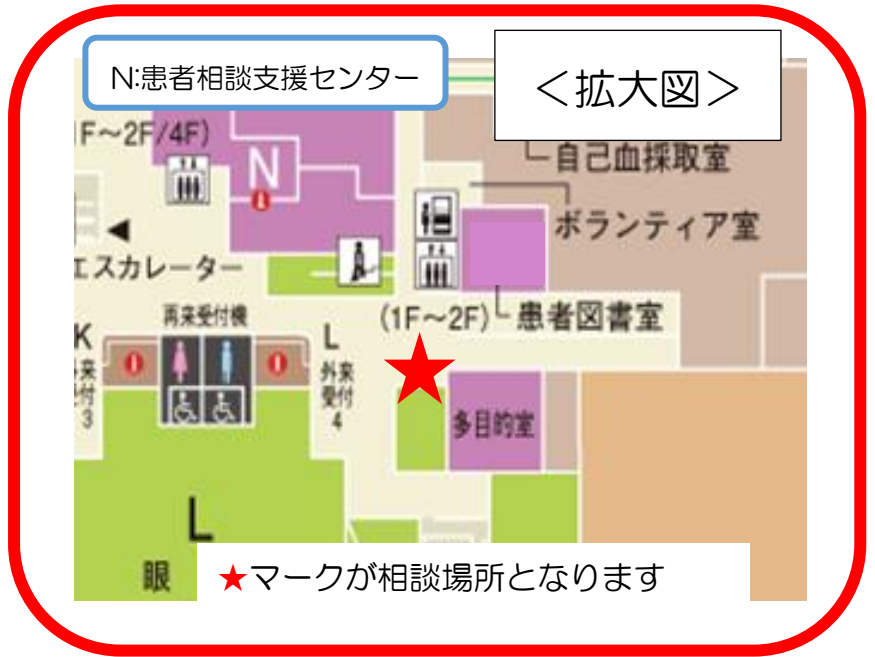 N:患者相談支援センター
＜拡大図＞
1F～2F/4F)
N
自己血採取室
ボランティア室
エスカレーター
再来受付機
(1F～2F)
患者図書室
K
外来
受付
3
L
外来
受付
4
多目的室
L
眼
★マークが相談場所となります